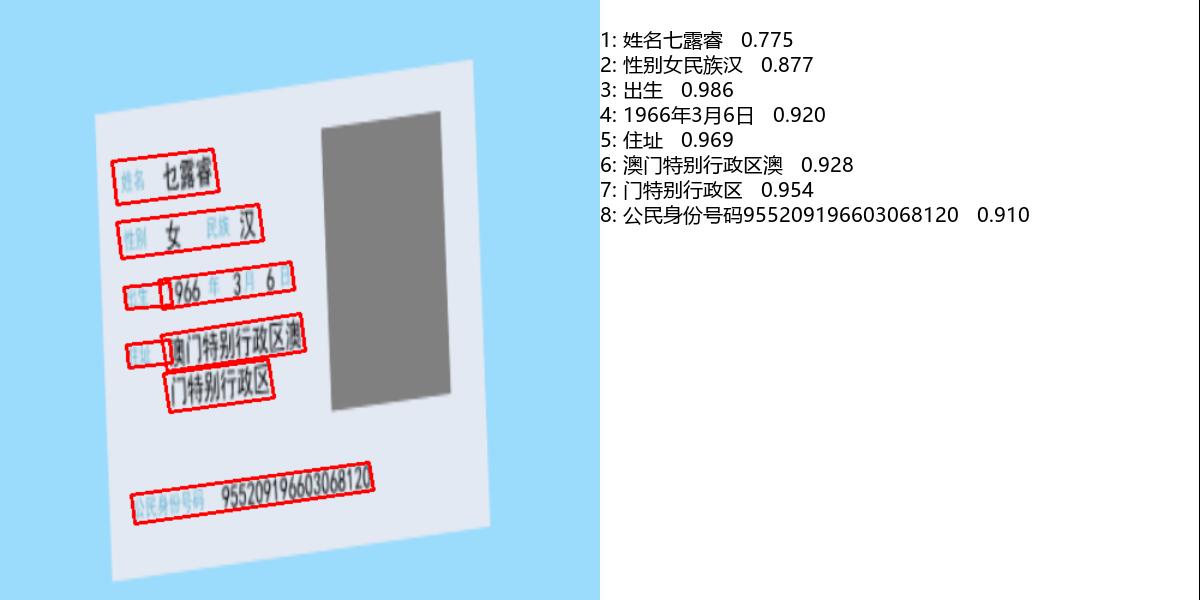 姓名 乜露睿
性别 女 民族 汉
出生 1966 年 3 月 6 日
住址 澳门特别行政区澳
门特别行政区
公民身份号码 955209196603068120
1: 姓名七露睿 0.775
2: 性别女民族汉 0.877
3: 出生 0.986
4: 1966年3月6日 0.920
5: 住址 0.969
6: 澳门特别行政区澳 0.928
7: 门特别行政区 0.954
8: 公民身份号码955209196603068120 0.910